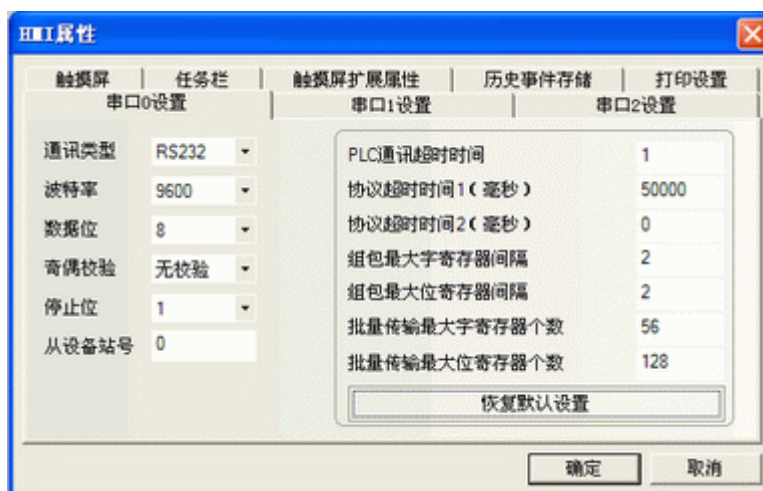 HMI属性
触摸屏 任务栏 触摸屏扩展属性 历史事件存储 打印设置
串口0设置 串口1设置 串口2设置
通讯类型 RS232
波特率 9600
数据位 8
奇偶校验 无校验
停止位 1
从设备站号 0
PLC通讯超时时间 1
协议超时时间1(毫秒) 50000
协议超时时间2(毫秒) 0
组包最大字寄存器间隔 2
组包最大位寄存器间隔 2
批量传输最大字寄存器个数 56
批量传输最大位寄存器个数 128
恢复默认设置
确定 取消